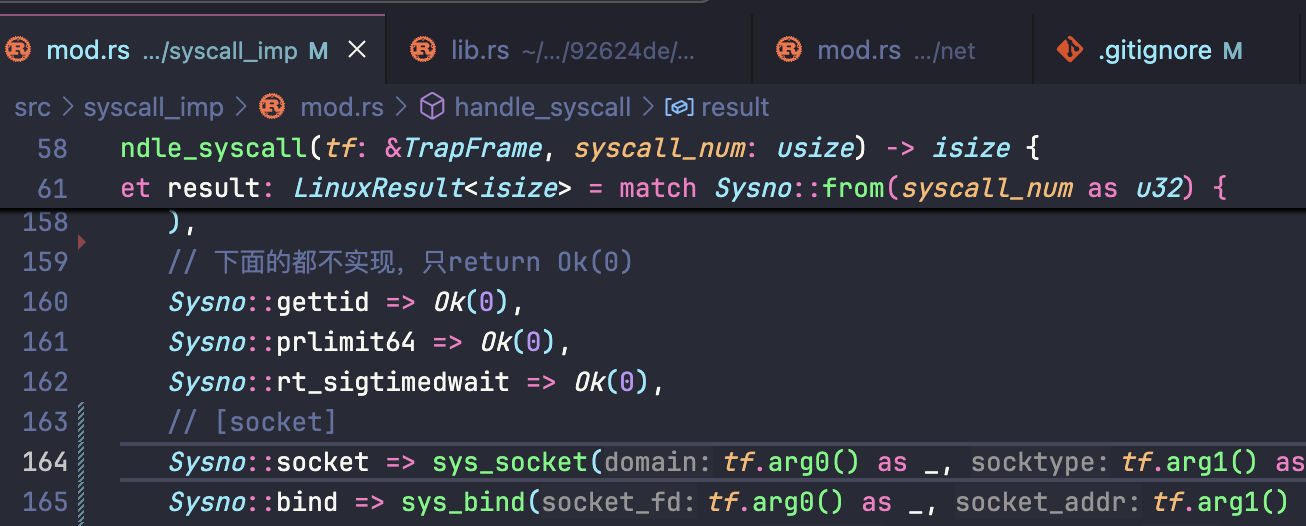 mod.rs .../syscall_imp M
lib.rs ~/.../92624de/...
mod.rs .../net
.gitignore M
src > syscall_imp > mod.rs > handle_syscall > result
58 ndle_syscall(tf: &TrapFrame, syscall_num: usize) -> isize {
61 et result: LinuxResult<isize> = match Sysno::from(syscall_num as u32) {
158 ),
159 // 下面的都不实现，只return Ok(0)
160 Sysno::gettid => Ok(0),
161 Sysno::prlimit64 => Ok(0),
162 Sysno::rt_sigtimedwait => Ok(0),
163 // [socket]
164 Sysno::socket => sys_socket(domain: tf.arg0() as _, socktype: tf.arg1() as
165 Sysno::bind => sys_bind(socket_fd: tf.arg0() as _, socket_addr: tf.arg1()